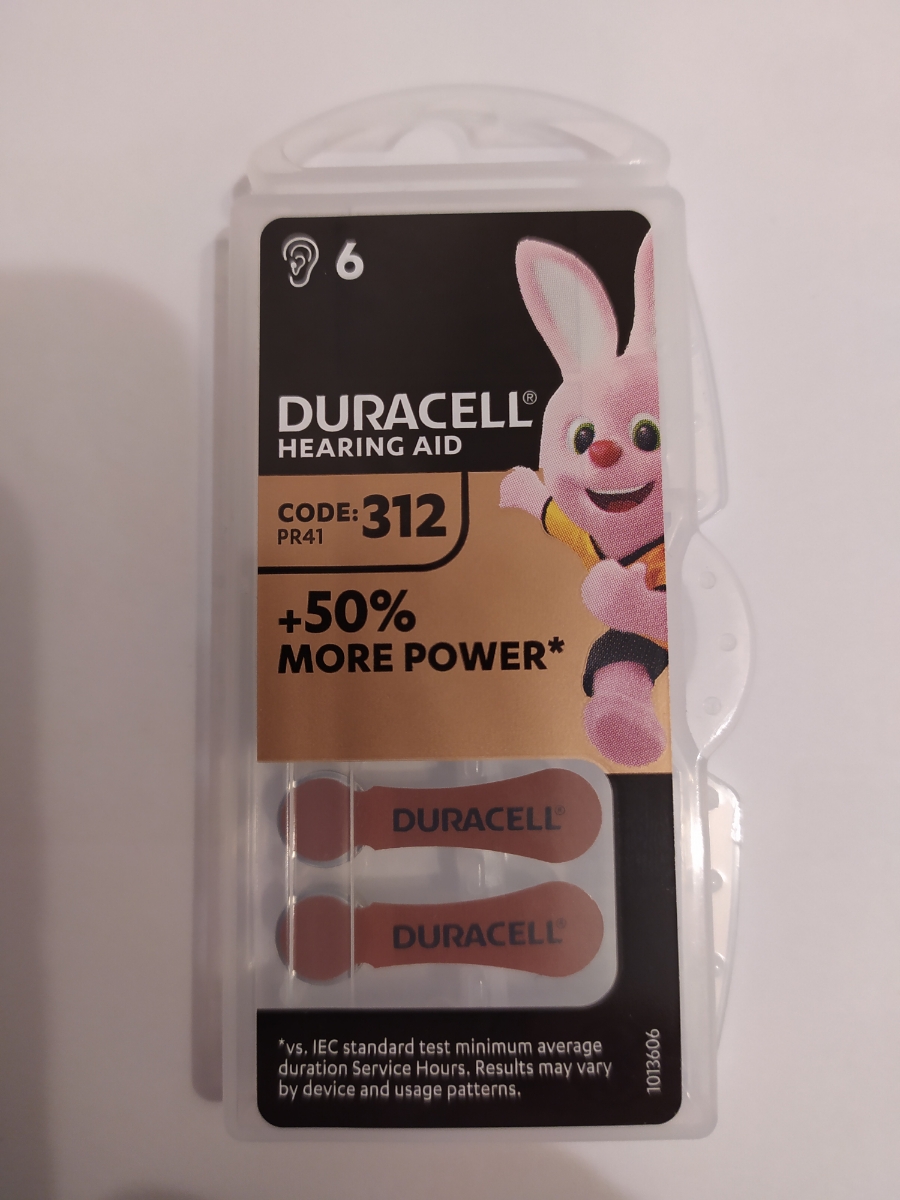 6
DURACELL®
HEARING AID
CODE: 312
PR41
+50%
MORE POWER*
DURACELL®
DURACELL®
*vs. IEC standard test minimum average
duration Service Hours. Results may vary
by device and usage patterns.
1013606